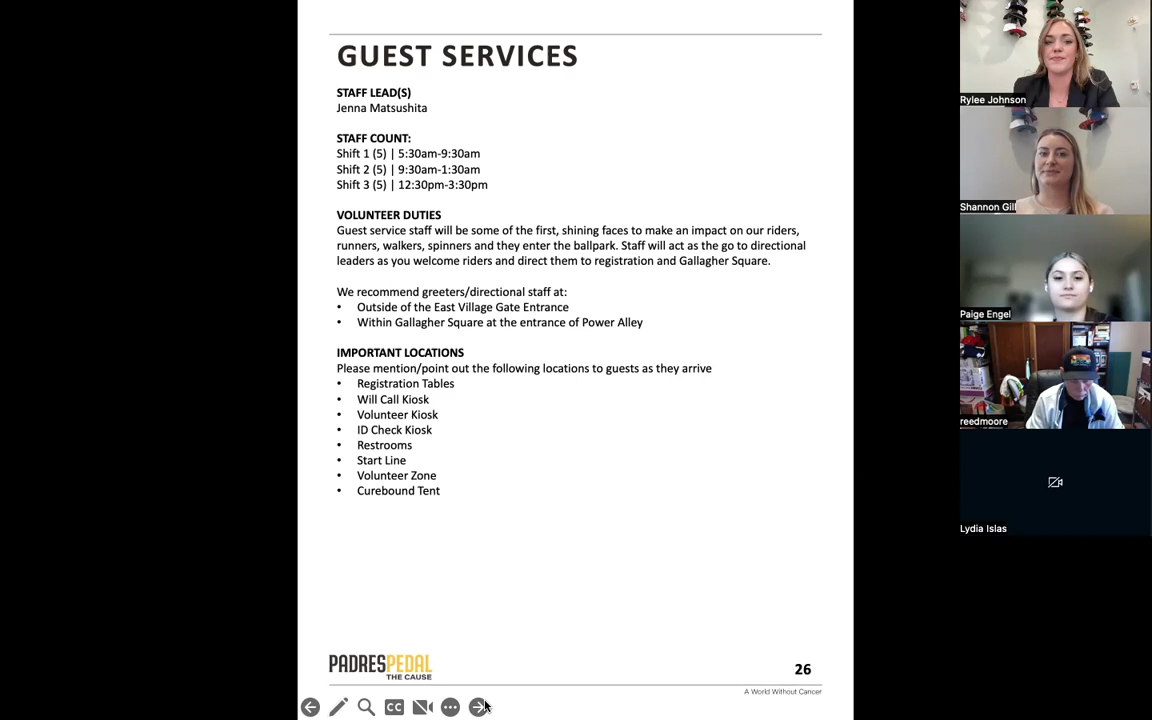 GUEST SERVICES
STAFF LEAD(S)
Jenna Matsushita
STAFF COUNT:
Shift 1 (5) | 5:30am-9:30am
Shift 2 (5) | 9:30am-1:30am
Shift 3 (5) | 12:30pm-3:30pm
VOLUNTEER DUTIES
Guest service staff will be some of the first, shining faces to make an impact on our riders,
runners, walkers, spinners and they enter the ballpark. Staff will act as the go to directional
leaders as you welcome riders and direct them to registration and Gallagher Square.
We recommend greeters/directional staff at:
• Outside of the East Village Gate Entrance
• Within Gallagher Square at the entrance of Power Alley
IMPORTANT LOCATIONS
Please mention/point out the following locations to guests as they arrive
• Registration Tables
• Will Call Kiosk
• Volunteer Kiosk
• ID Check Kiosk
• Restrooms
• Start Line
• Volunteer Zone
• Curebound Tent
PADRESPEDAL
THE CAUSE
26
A World Without Cancer
CC
Rylee Johnson
Shannon Gill
Paige Engel
reedmoore
Lydia Islas